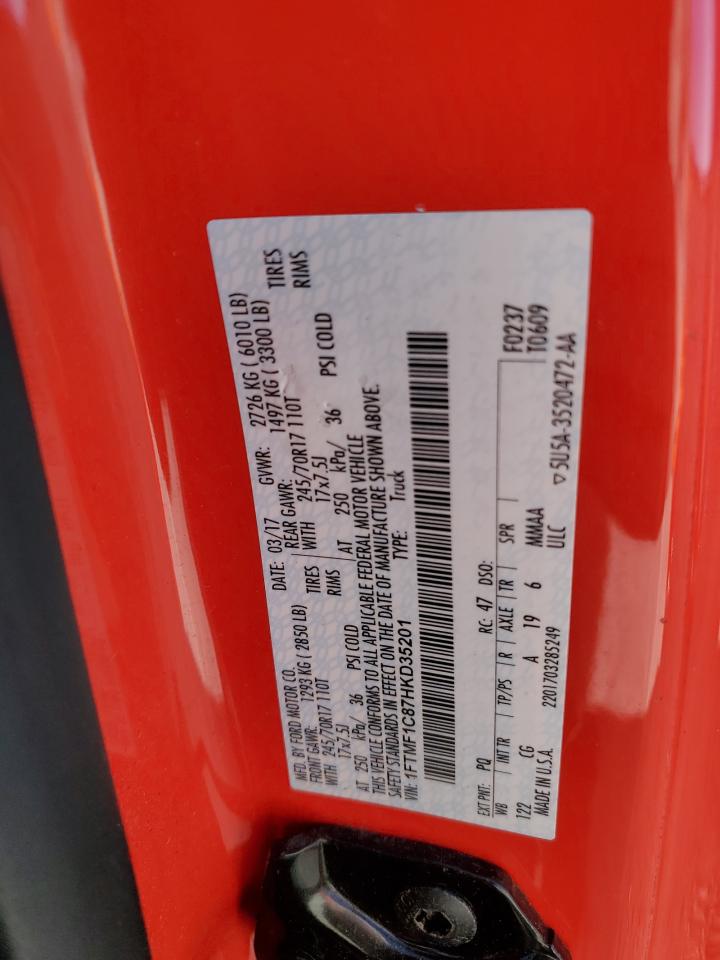 MFD. BY FORD MOTOR CO.
DATE: 03/17 GVWR: 2726 KG ( 6010 LB)
FRONT GAWR: 1293 KG ( 2850 LB) REAR GAWR: 1497 KG ( 3300 LB)
WITH 245/70R17 110T TIRES WITH 245/70R17 110T TIRES
17x7.5J RIMS 17x7.5J RIMS
AT 250 kPa/ 36 PSI COLD AT 250 kPa/ 36 PSI COLD
THIS VEHICLE CONFORMS TO ALL APPLICABLE FEDERAL MOTOR VEHICLE
SAFETY STANDARDS IN EFFECT ON THE DATE OF MANUFACTURE SHOWN ABOVE.
VIN: 1FTMF1CB7HKD35201 TYPE: Truck
EXT PNT: PQ RC: 47 DSO: F0237
WB INT TR TP/PS R AXLE TR SPR T0609
122 CG A 19 6 MMAA
MADE IN U.S.A. 2201703285249 ULC
▽5U5A-3520472-AA